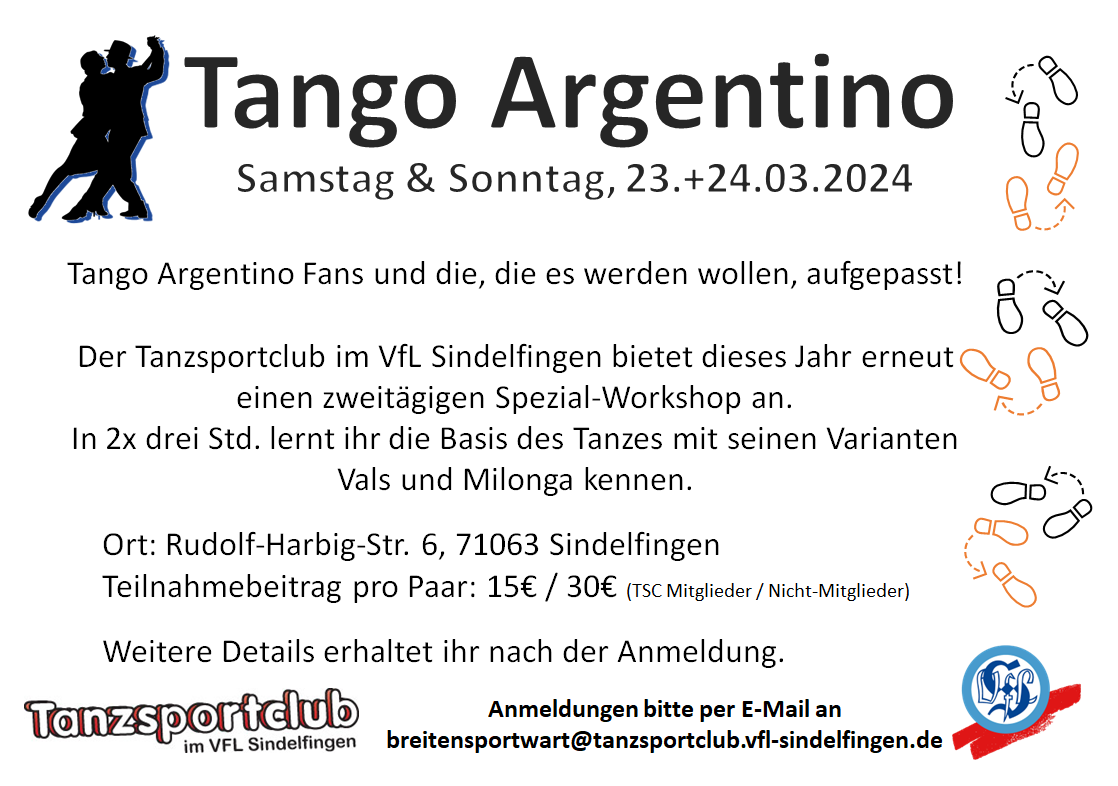 Tango Argentino
Samstag & Sonntag, 23.+24.03.2024
Tango Argentino Fans und die, die es werden wollen, aufgepasst!
Der Tanzsportclub im VfL Sindelfingen bietet dieses Jahr erneut
einen zweitägigen Spezial-Workshop an.
In 2x drei Std. lernt ihr die Basis des Tanzes mit seinen Varianten
Vals und Milonga kennen.
Ort: Rudolf-Harbig-Str. 6, 71063 Sindelfingen
Teilnahmebeitrag pro Paar: 15€ / 30€ (TSC Mitglieder / Nicht-Mitglieder)
Weitere Details erhaltet ihr nach der Anmeldung.
Tanzsportclub
im VFL Sindelfingen
Anmeldungen bitte per E-Mail an
breitensportwart@tanzsportclub.vfl-sindelfingen.de
VfL S